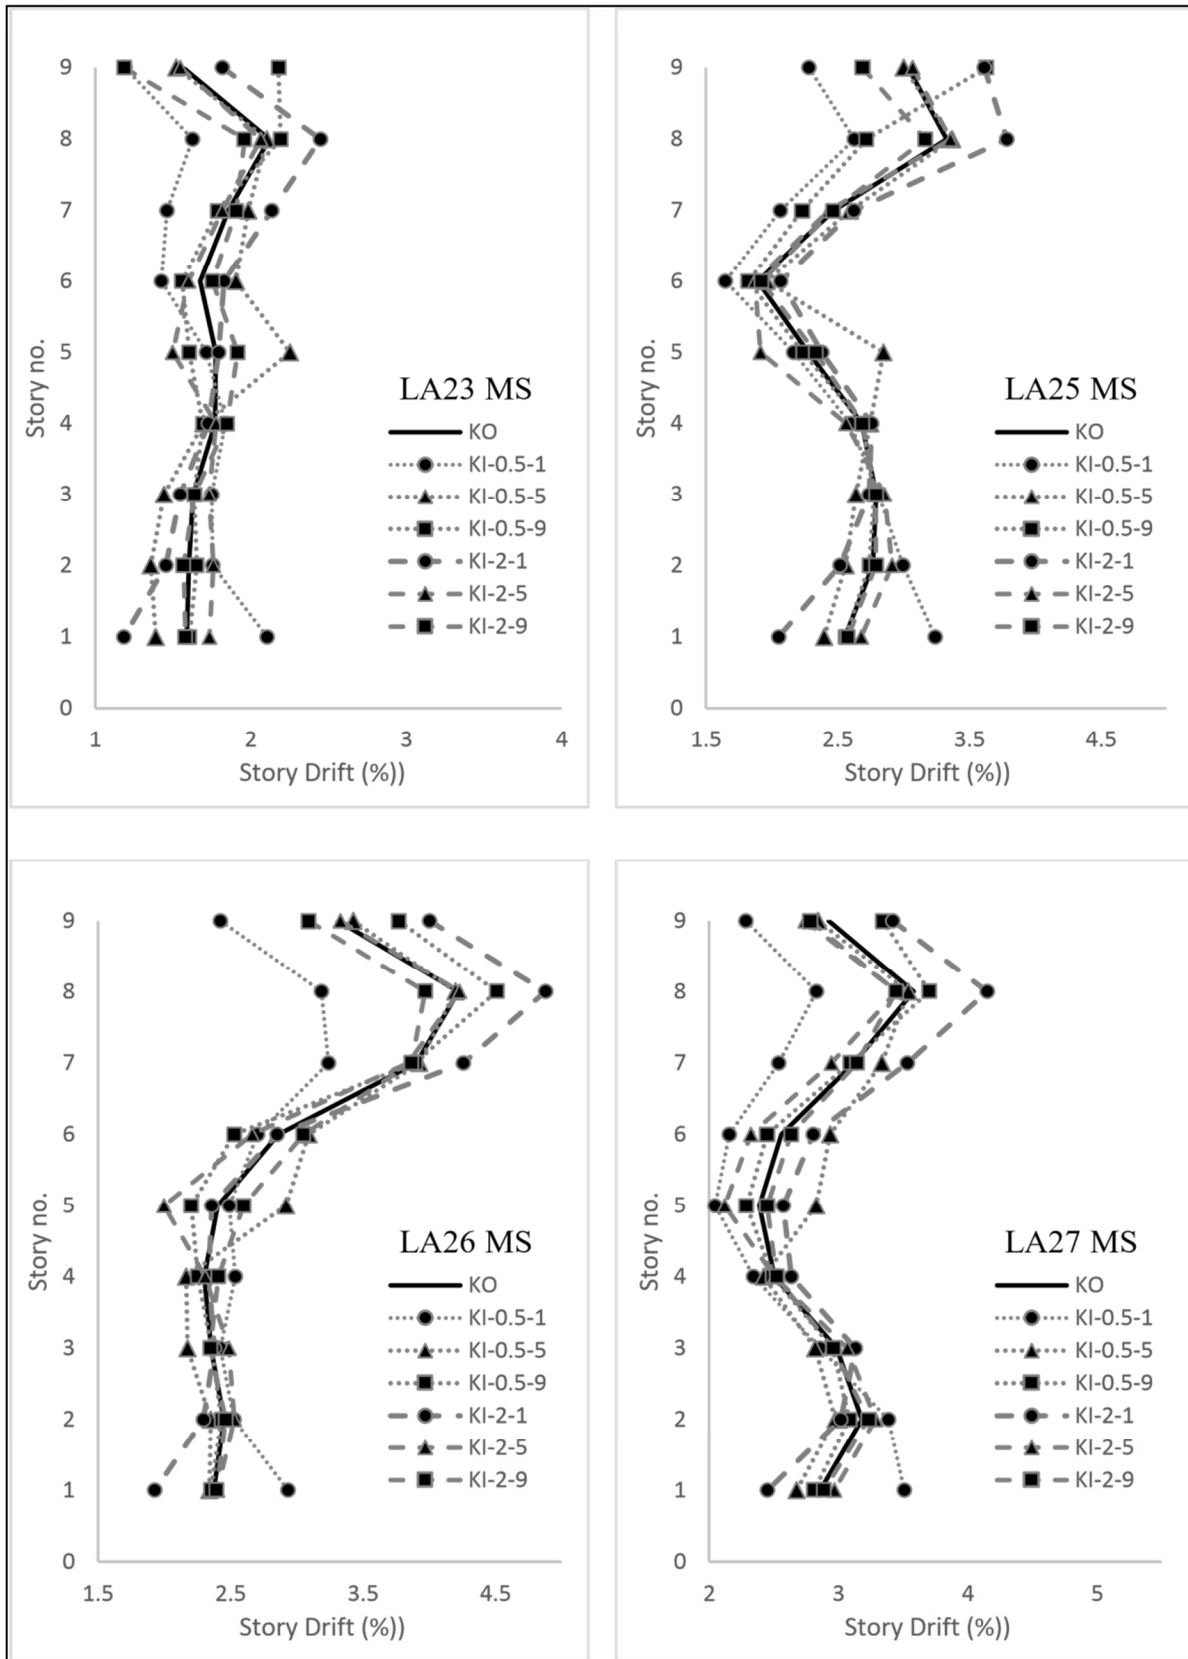 9
8
7
6
5
4
3
2
1
0
Story no.
LA23 MS
KO
KI-0.5-1
KI-0.5-5
KI-0.5-9
KI-2-1
KI-2-5
KI-2-9
1 2 3 4
Story Drift (%))
9
8
7
6
5
4
3
2
1
0
Story no.
LA25 MS
KO
KI-0.5-1
KI-0.5-5
KI-0.5-9
KI-2-1
KI-2-5
KI-2-9
1.5 2.5 3.5 4.5
Story Drift (%))
9
8
7
6
5
4
3
2
1
0
Story no.
LA26 MS
KO
KI-0.5-1
KI-0.5-5
KI-0.5-9
KI-2-1
KI-2-5
KI-2-9
1.5 2.5 3.5 4.5
Story Drift (%))
9
8
7
6
5
4
3
2
1
0
Story no.
LA27 MS
KO
KI-0.5-1
KI-0.5-5
KI-0.5-9
KI-2-1
KI-2-5
KI-2-9
2 3 4 5
Story Drift (%))